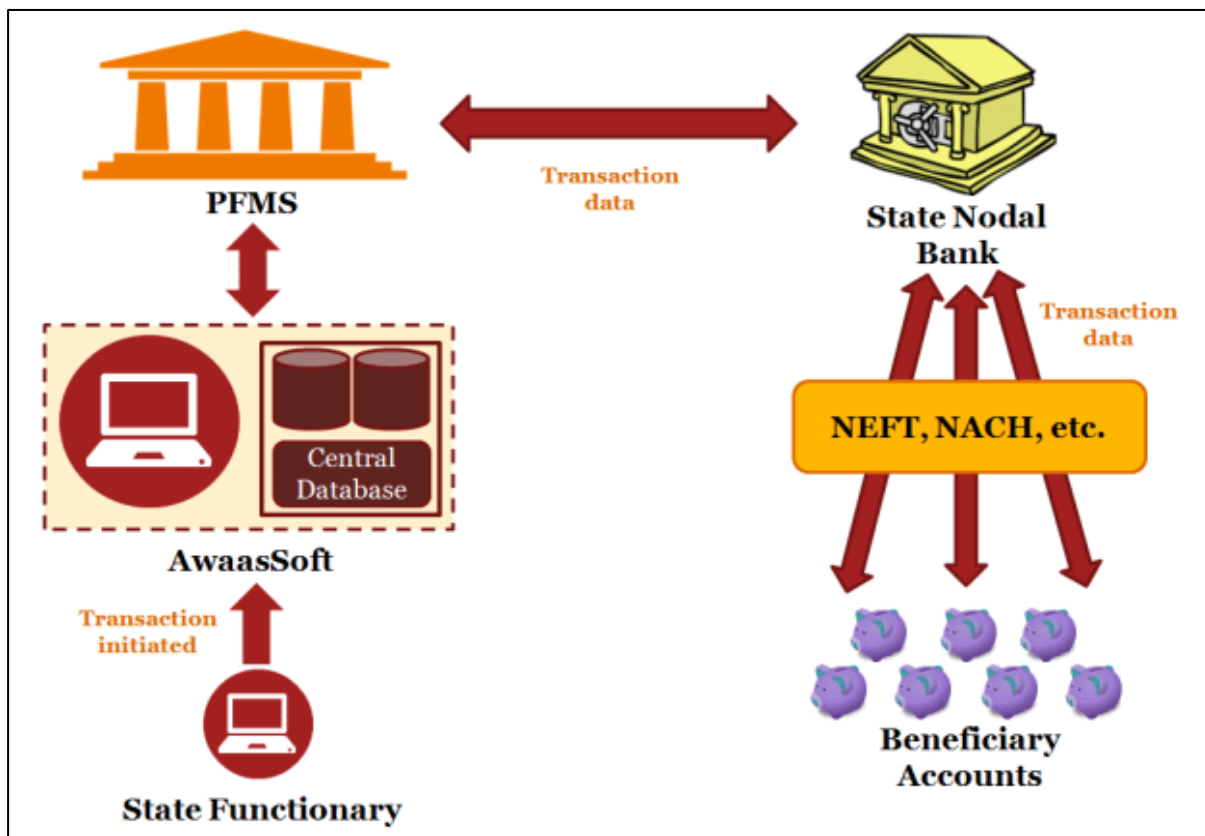 PFMS
Transaction
data
State Nodal
Bank
Transaction
data
NEFT, NACH, etc.
Central
Database
AwaasSoft
Transaction
initiated
State Functionary
Beneficiary
Accounts